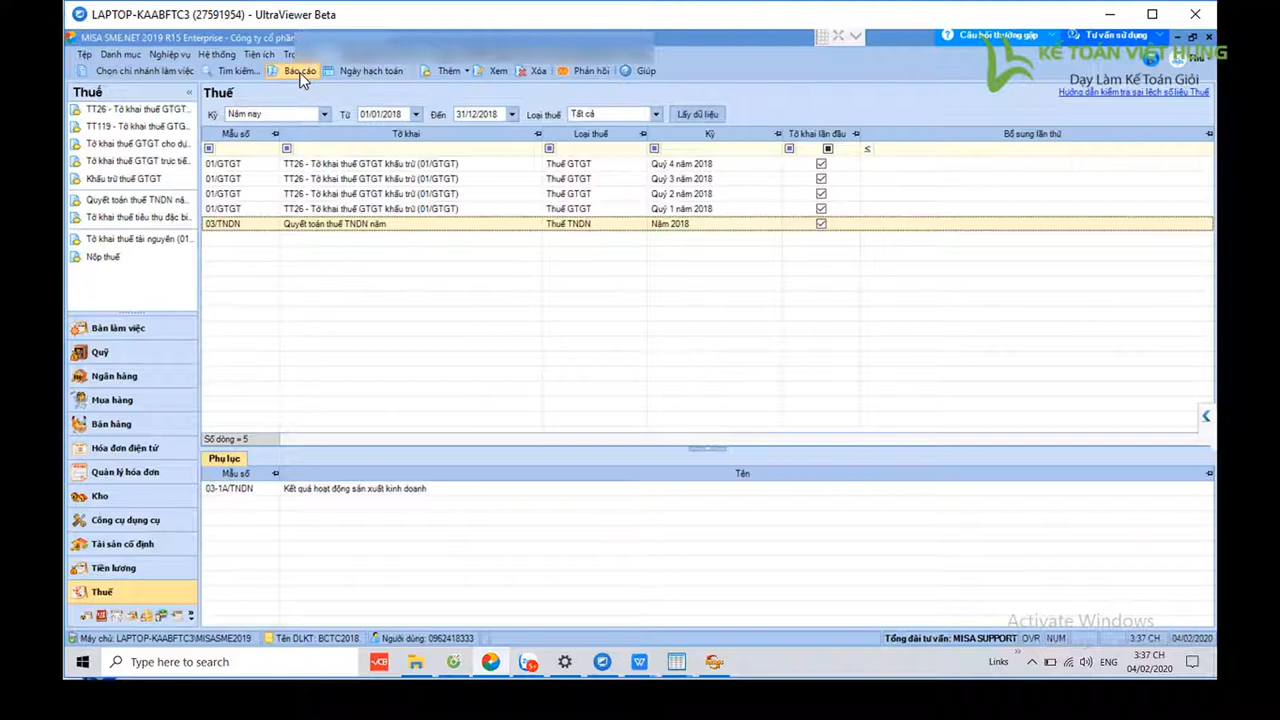 LAPTOP-KAABFTC3 (27591954) - UltraViewer Beta
MISA SME.NET 2019 R15 Enterprise - Công ty cổ phần
Câu hỏi thường gặp
Tư vấn sử dụng
KẾ TOÁN VIỆT HƯNG
Dạy Làm Kế Toán Giỏi
Tệp Danh mục Nghiệp vụ Hệ thống Tiện ích Trợ
Chọn chi nhánh làm việc Tìm kiếm... Báo cáo Ngày hạch toán Thêm Xem Xóa Phản hồi Giúp
Thuế «
TT26 - Tờ khai thuế GTGT...
TT119 - Tờ khai thuế GTG...
Tờ khai thuế GTGT cho dự...
Tờ khai thuế GTGT trực tiế...
Khấu trừ thuế GTGT
Quyết toán thuế TNDN nă...
Tờ khai thuế tiêu thụ đặc bi...
Tờ khai thuế tài nguyên (01...
Nộp thuế
Bàn làm việc
Quỹ
Ngân hàng
Mua hàng
Bán hàng
Hóa đơn điện tử
Quản lý hóa đơn
Kho
Công cụ dụng cụ
Tài sản cố định
Tiền lương
Thuế
Thuế
Hướng dẫn kiểm tra sai lệch số liệu Thuế
Kỳ Năm nay Từ 01/01/2018 Đến 31/12/2018 Loại thuế Tất cả Lấy dữ liệu
Mẫu số Tờ khai Loại thuế Kỳ Tờ khai lần đầu Bổ sung lần thứ
≤
01/GTGT TT26 - Tờ khai thuế GTGT khấu trừ (01/GTGT) Thuế GTGT Quý 4 năm 2018
01/GTGT TT26 - Tờ khai thuế GTGT khấu trừ (01/GTGT) Thuế GTGT Quý 3 năm 2018
01/GTGT TT26 - Tờ khai thuế GTGT khấu trừ (01/GTGT) Thuế GTGT Quý 2 năm 2018
01/GTGT TT26 - Tờ khai thuế GTGT khấu trừ (01/GTGT) Thuế GTGT Quý 1 năm 2018
03/TNDN Quyết toán thuế TNDN năm Thuế TNDN Năm 2018
Số dòng = 5
Phụ lục
Mẫu số Tên
03-1A/TNDN Kết quả hoạt động sản xuất kinh doanh
Activate Windows
Máy chủ: LAPTOP-KAABFTC3\MISASME2019 Tên DLKT: BCTC2018 Người dùng: 0962418333 Tổng đài tư vấn: MISA SUPPORT OVR NUM 3:37 CH 04/02/2020
Type here to search
VCB
Links ENG 3:37 CH
04/02/2020